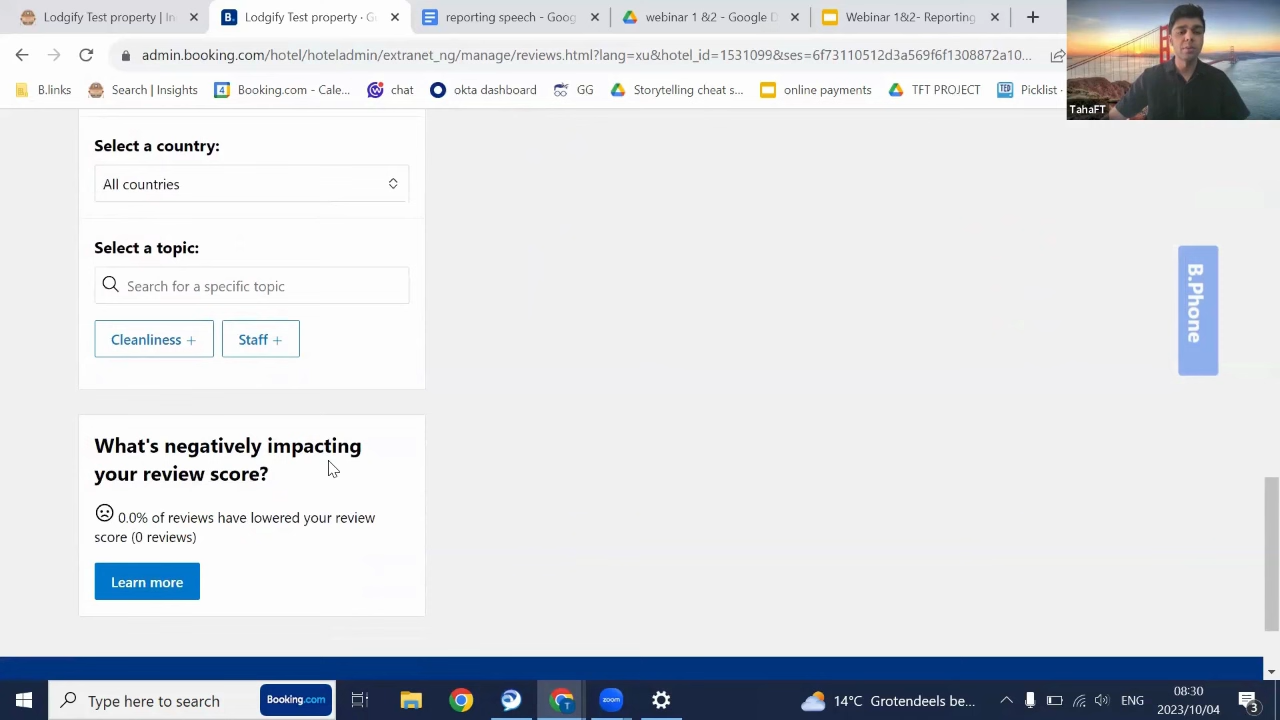 Lodgify Test property · D
Lodgify Test property · G
reporting speech - Goog
webinar 1 &2 - Google D
Webinar 1&2- Reporting
admin.booking.com/hotel/hoteladmin/extranet_ng/manage/reviews.html?lang=xu&hotel_id=1531099&ses=6f73110512d3a569f6f1308872a10...
B.links
Search | Insights
Booking.com - Cale...
chat
okta dashboard
GG
Storytelling cheat s...
online payments
TFT PROJECT
Picklist
TahaFT
Select a country:
All countries
Select a topic:
Search for a specific topic
Cleanliness +
Staff +
B.Phone
What's negatively impacting
your review score?
0.0% of reviews have lowered your review
score (0 reviews)
Learn more
Type here to search
Booking.com
zoom
14°C Grotendeels be...
ENG
08:30
2023/10/04
3